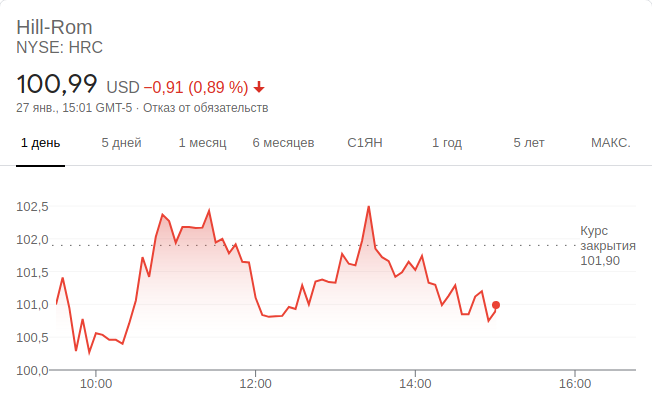 Hill-Rom
NYSE: HRC
100,99 USD −0,91 (0,89 %)
27 янв., 15:01 GMT-5 · Отказ от обязательств
1 день 5 дней 1 месяц 6 месяцев С1ЯН 1 год 5 лет МАКС.
102,5
Курс
102,0 закрытия
101,5 101,90
101,0
100,5
100,0
10:00 12:00 14:00 16:00